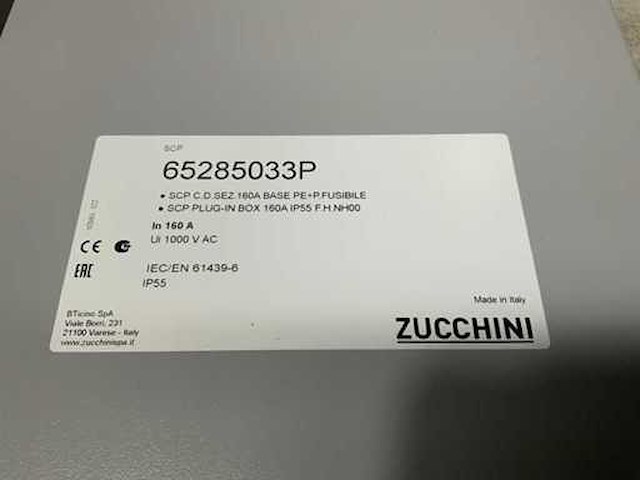 SCP
65285033P
• SCP C.D.SEZ.160A BASE PE+P.FUSIBILE
• SCP PLUG-IN BOX 160A IP55 F.H.NH00
In 160 A
Ui 1000 V AC
CE
EAC
IEC/EN 61439-6
IP55
Made in Italy
BTicino SpA
Viale Borri, 231
21100 Varese - Italy
www.zucchinispa.it
ZUCCHINI